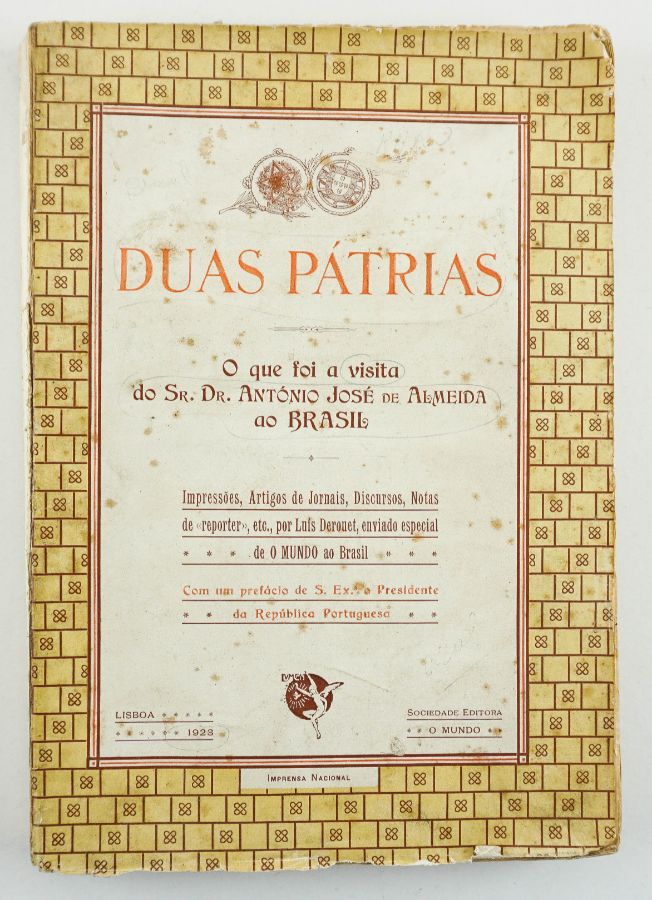 DUAS PÁTRIAS
O que foi a visita
do SR. DR. ANTÓNIO JOSÉ DE ALMEIDA
ao BRASIL
Impressões, Artigos de Jornais, Discursos, Notas
de «reporter», etc., por Luís Derouet, enviado especial
* * * de O MUNDO ao Brasil * * *
Com um prefácio de S. Ex.ª o Presidente
* * da República Portuguesa * *
LISBOA * * * * *
* * * * * * 1923
SOCIEDADE EDITORA
* * O MUNDO * *
IMPRENSA NACIONAL